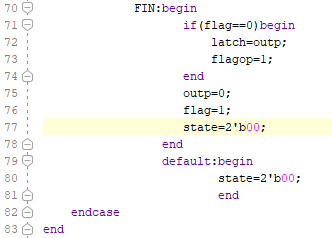 70 FIN:begin
71 if(flag==0)begin
72 latch=outp;
73 flagop=1;
74 end
75 outp=0;
76 flag=1;
77 state=2'b00;
78 end
79 default:begin
80 state=2'b00;
81 end
82 endcase
83 end